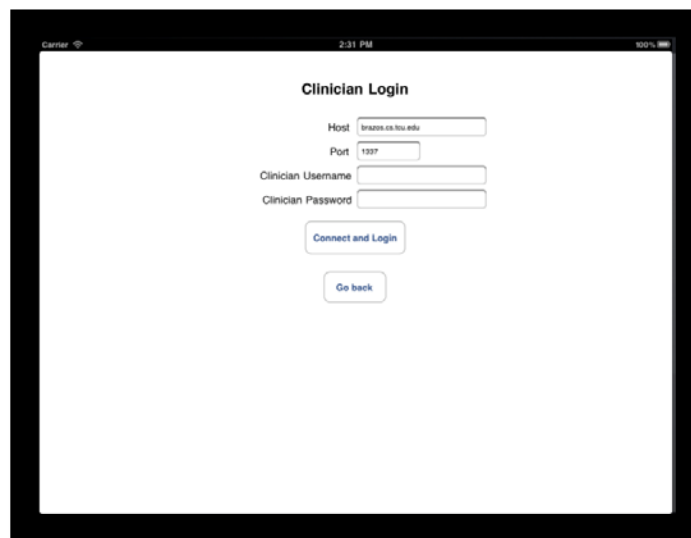 Carrier 2:31 PM 100%
Clinician Login
Host brazos.cs.tcu.edu
Port 1337
Clinician Username
Clinician Password
Connect and Login
Go back